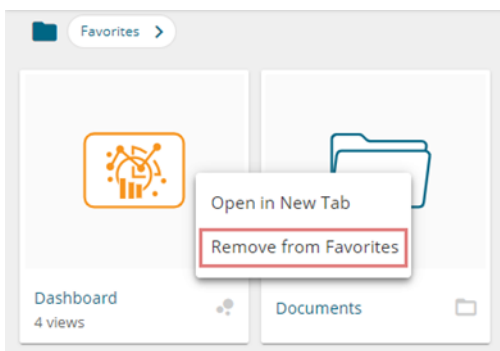 Favorites
Open in New Tab
Remove from Favorites
Dashboard
4 views
Documents